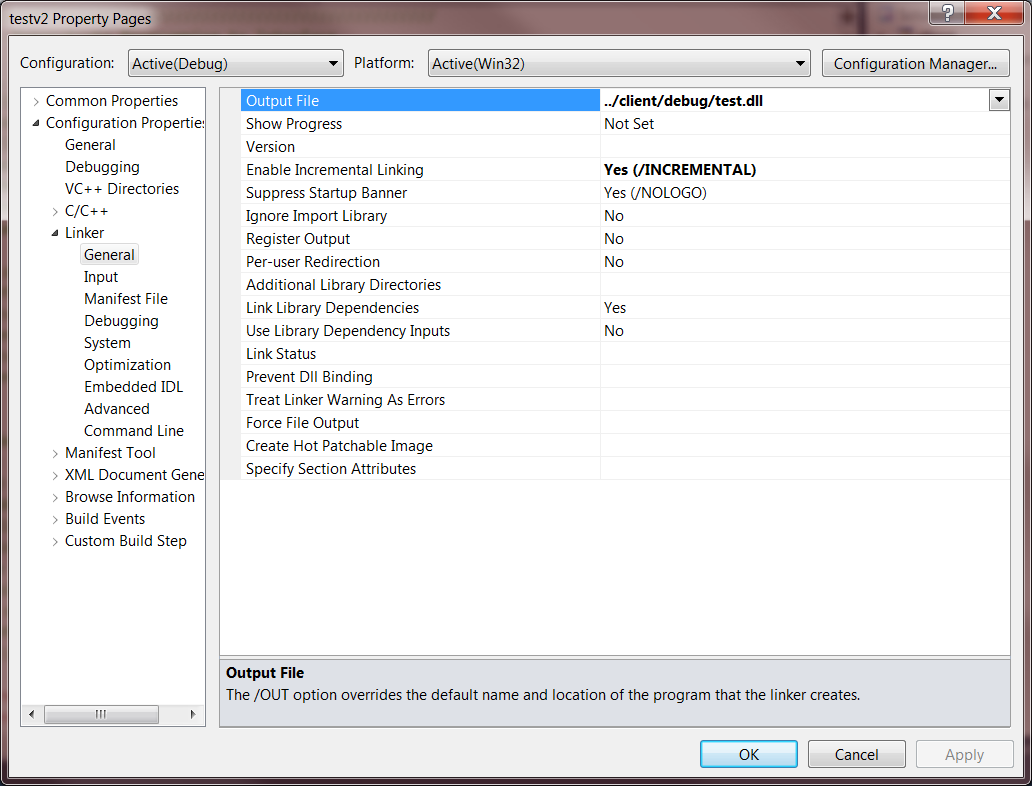 testv2 Property Pages
Configuration: Active(Debug) Platform: Active(Win32) Configuration Manager...
Common Properties
Configuration Properties
General
Debugging
VC++ Directories
C/C++
Linker
General
Input
Manifest File
Debugging
System
Optimization
Embedded IDL
Advanced
Command Line
Manifest Tool
XML Document Gene
Browse Information
Build Events
Custom Build Step
Output File ../client/debug/test.dll
Show Progress Not Set
Version
Enable Incremental Linking Yes (/INCREMENTAL)
Suppress Startup Banner Yes (/NOLOGO)
Ignore Import Library No
Register Output No
Per-user Redirection No
Additional Library Directories
Link Library Dependencies Yes
Use Library Dependency Inputs No
Link Status
Prevent Dll Binding
Treat Linker Warning As Errors
Force File Output
Create Hot Patchable Image
Specify Section Attributes
Output File
The /OUT option overrides the default name and location of the program that the linker creates.
OK Cancel Apply